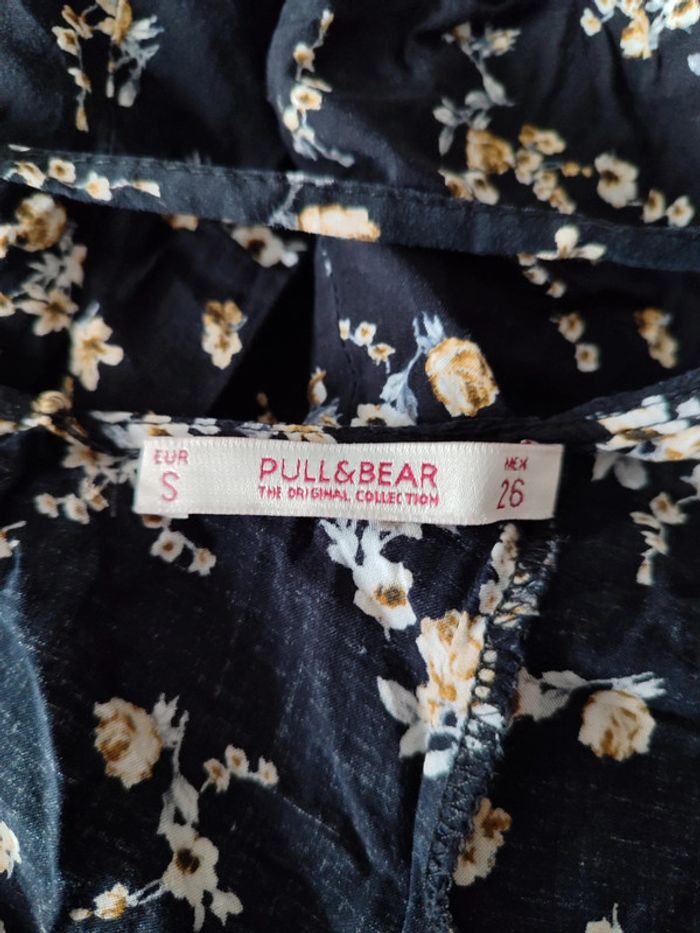 EUR
S
PULL&BEAR
THE ORIGINAL COLLECTION
MEX
26